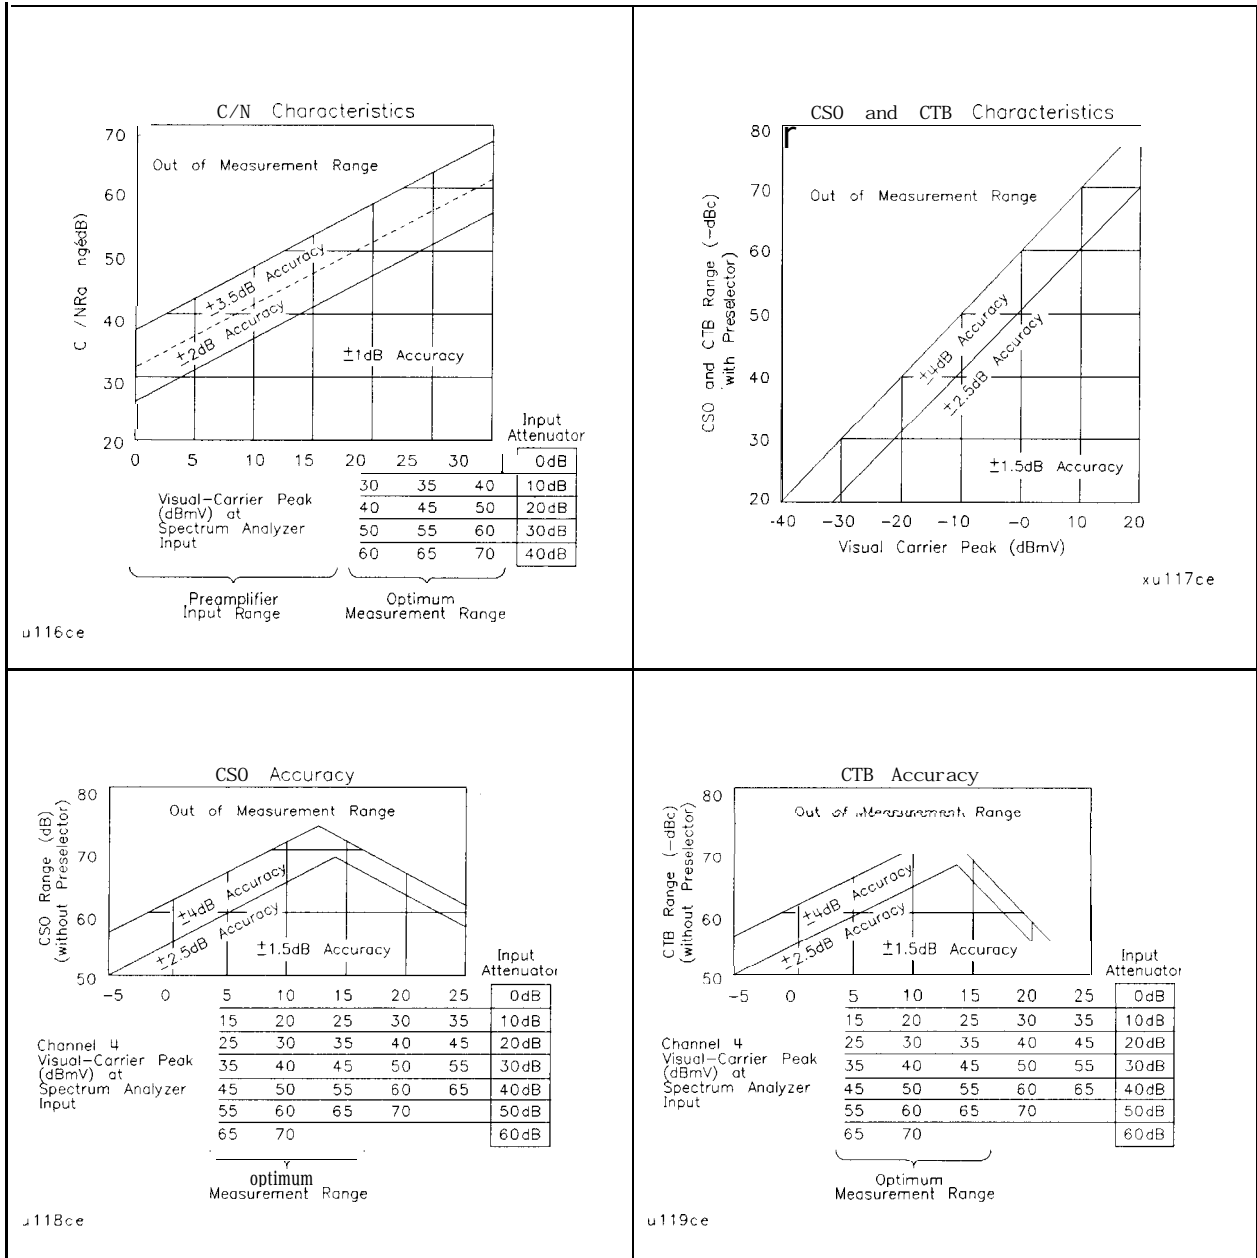 C/N Characteristics
70
60
50
40
30
20
C /NRa ngédB)
Out of Measurement Range
±3.5dB Accuracy
±2dB Accuracy
±1dB Accuracy
Input
Attenuator
0 5 10 15 20 25 30 0dB
30 35 40 10dB
40 45 50 20dB
50 55 60 30dB
60 65 70 40dB
Visual-Carrier Peak
(dBmV) at
Spectrum Analyzer
Input
Preamplifier
Input Range
Optimum
Measurement Range
u116ce
CSO and CTB Characteristics
80
70
60
50
40
30
20
r
CSO and CTB Range (-dBc)
with Preselector)
Out of Measurement Range
±4dB Accuracy
±2.5dB Accuracy
±1.5dB Accuracy
-40 -30 -20 -10 -0 10 20
Visual Carrier Peak (dBmV)
xu117ce
CSO Accuracy
80
70
60
50
CSO Range (dB)
(without Preselector)
Out of Measurement Range
±4dB Accuracy
±2.5dB Accuracy
±1.5dB Accuracy
Input
Attenuator
-5 0 5 10 15 20 25 0dB
15 20 25 30 35 10dB
25 30 35 40 45 20dB
35 40 45 50 55 30dB
45 50 55 60 65 40dB
55 60 65 70 50dB
65 70 60dB
Channel 4
Visual-Carrier Peak
(dBmV) at
Spectrum Analyzer
Input
optimum
Measurement Range
u118ce
CTB Accuracy
80
70
60
50
CTB Range (-dBc)
(without Preselector)
Out of Measurement Range
±4dB Accuracy
±2.5dB Accuracy
±1.5dB Accuracy
Input
Attenuator
-5 0 5 10 15 20 25 0dB
15 20 25 30 35 10dB
25 30 35 40 45 20dB
35 40 45 50 55 30dB
45 50 55 60 65 40dB
55 60 65 70 50dB
65 70 60dB
Channel 4
Visual-Carrier Peak
(dBmV) at
Spectrum Analyzer
Input
Optimum
Measurement Range
u119ce